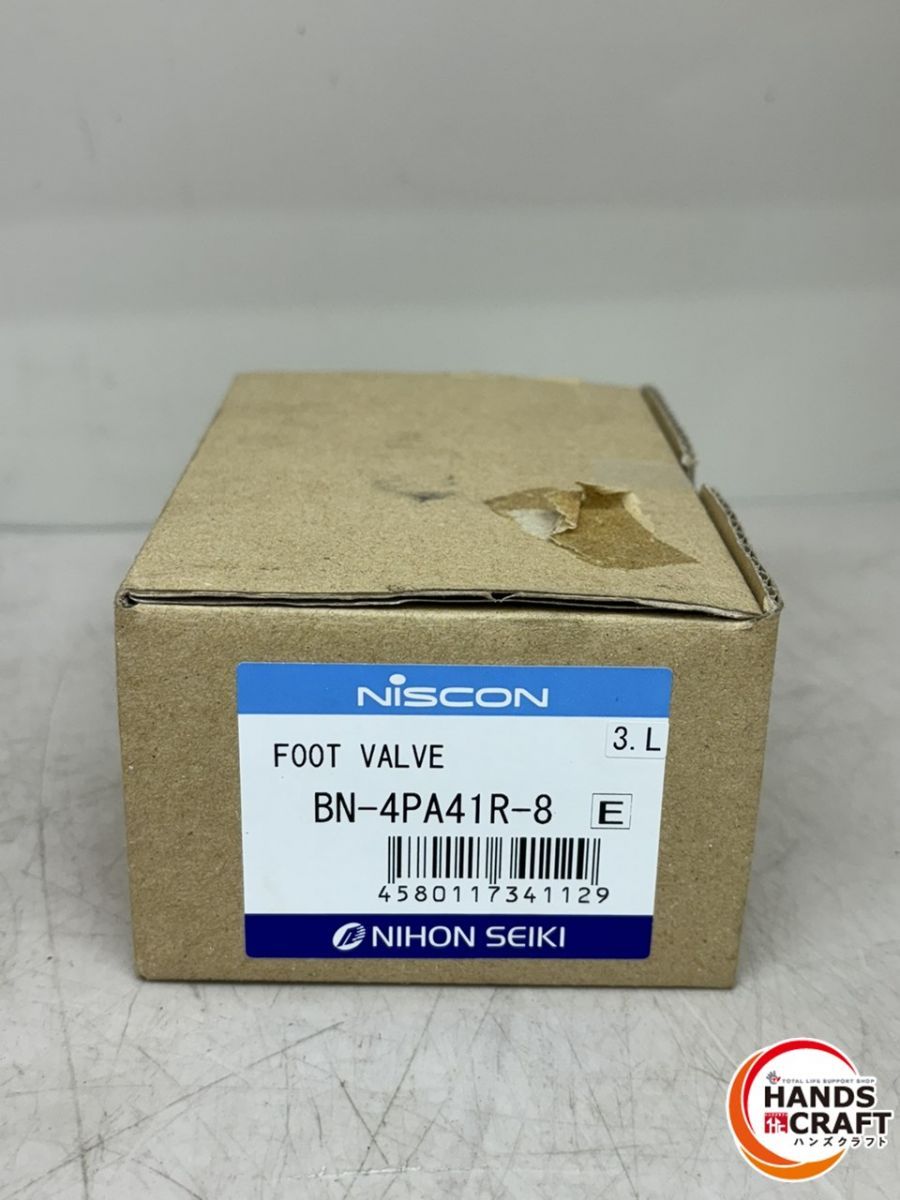 NiSCON
3. L
FOOT VALVE
BN-4PA41R-8 E
4580117341129
NIHON SEIKI
TOTAL LIFE SUPPORT SHOP
HANDS
CRAFT
ハンズクラフト